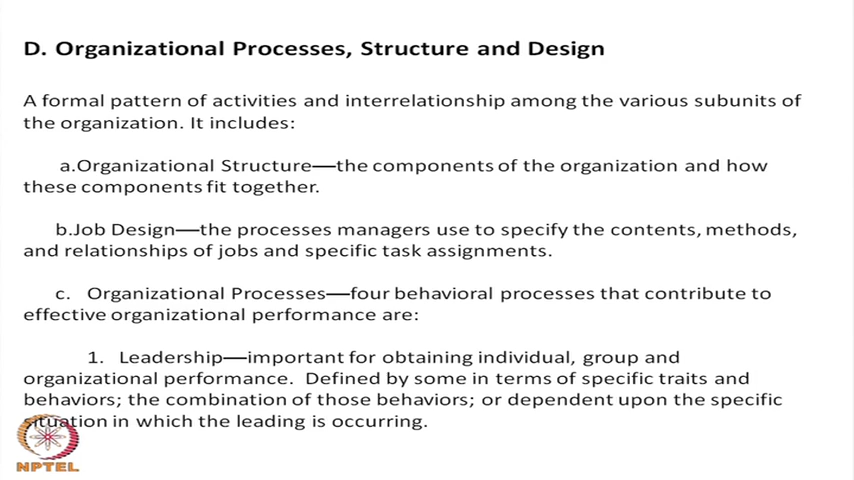 D. Organizational Processes, Structure and Design
A formal pattern of activities and interrelationship among the various subunits of
the organization. It includes:
a.Organizational Structure—the components of the organization and how
these components fit together.
b.Job Design—the processes managers use to specify the contents, methods,
and relationships of jobs and specific task assignments.
c. Organizational Processes—four behavioral processes that contribute to
effective organizational performance are:
1. Leadership—important for obtaining individual, group and
organizational performance. Defined by some in terms of specific traits and
behaviors; the combination of those behaviors; or dependent upon the specific
situation in which the leading is occurring.
NPTEL